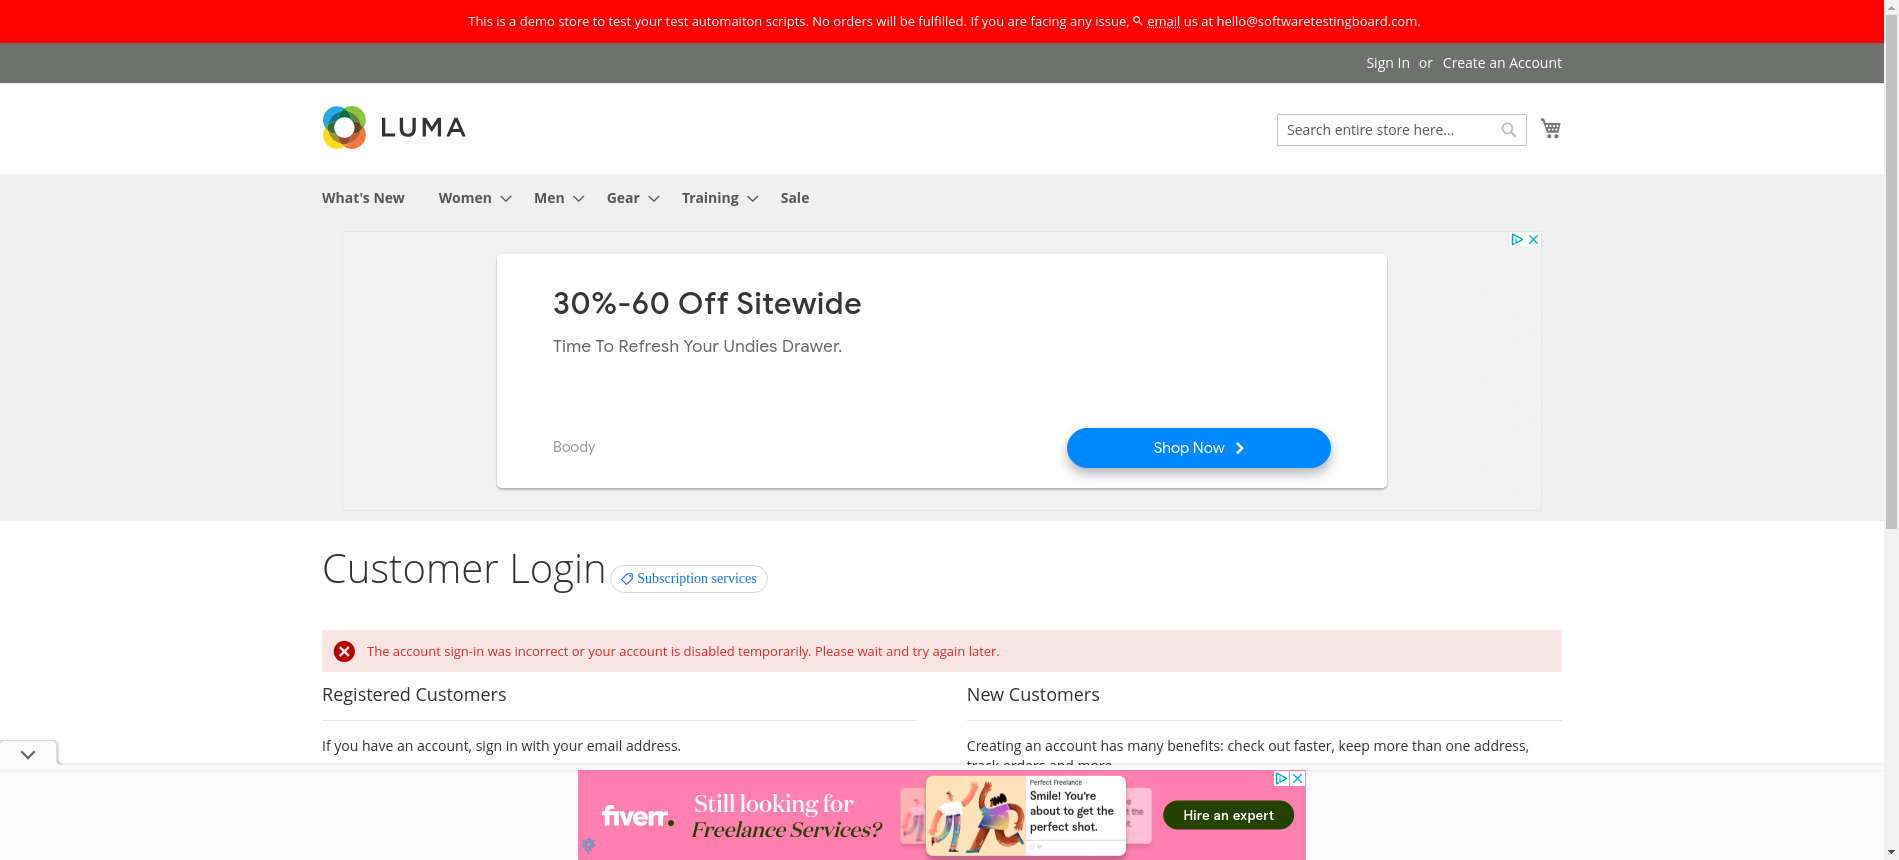 This is a demo store to test your test automaiton scripts. No orders will be fulfilled. If you are facing any issue, email us at hello@softwaretestingboard.com.
Sign In or Create an Account
LUMA
Search entire store here...
What's New Women Men Gear Training Sale
30%-60 Off Sitewide
Time To Refresh Your Undies Drawer.
Boody
Shop Now
Customer Login
Subscription services
The account sign-in was incorrect or your account is disabled temporarily. Please wait and try again later.
Registered Customers
If you have an account, sign in with your email address.
New Customers
Creating an account has many benefits: check out faster, keep more than one address,
track orders and more.
fiverr.
Still looking for
Freelance Services?
Perfect Freelance
Smile! You're
about to get the
perfect shot.
Hire an expert